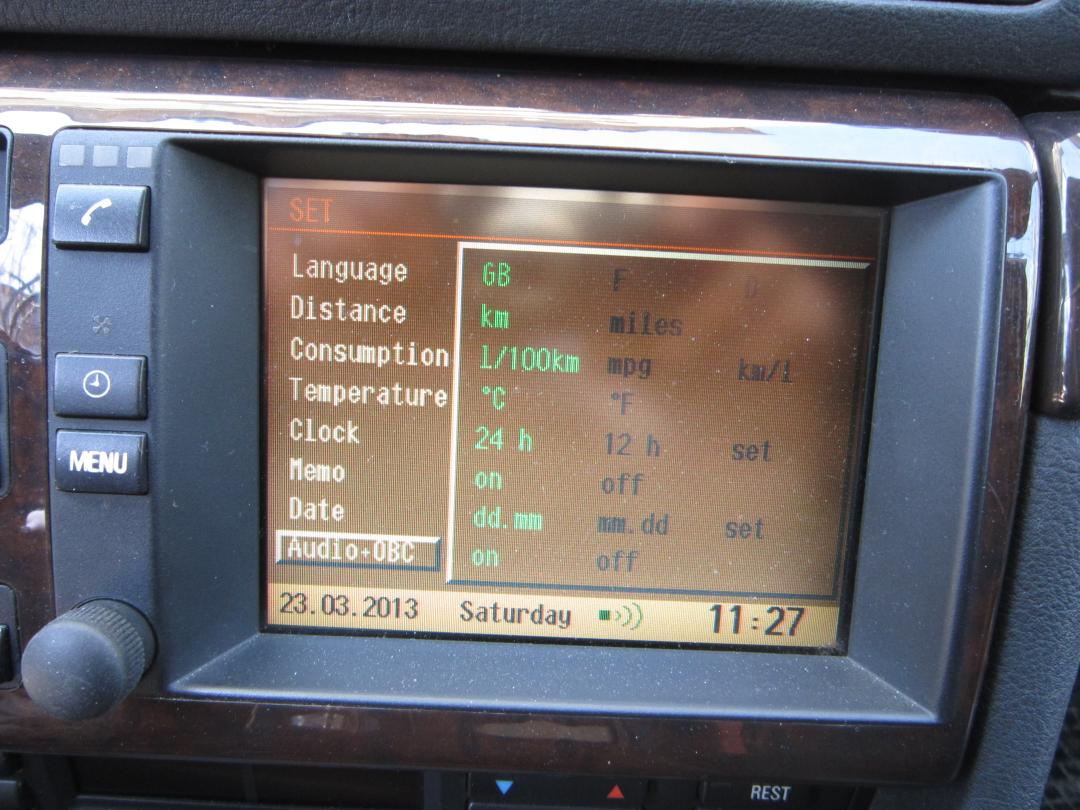 SET
Language GB F D
Distance km miles
Consumption l/100km mpg km/l
Temperature °C °F
Clock 24 h 12 h set
Memo on off
Date dd.mm mm.dd set
Audio+OBC on off
23.03.2013 Saturday 11:27
MENU
REST